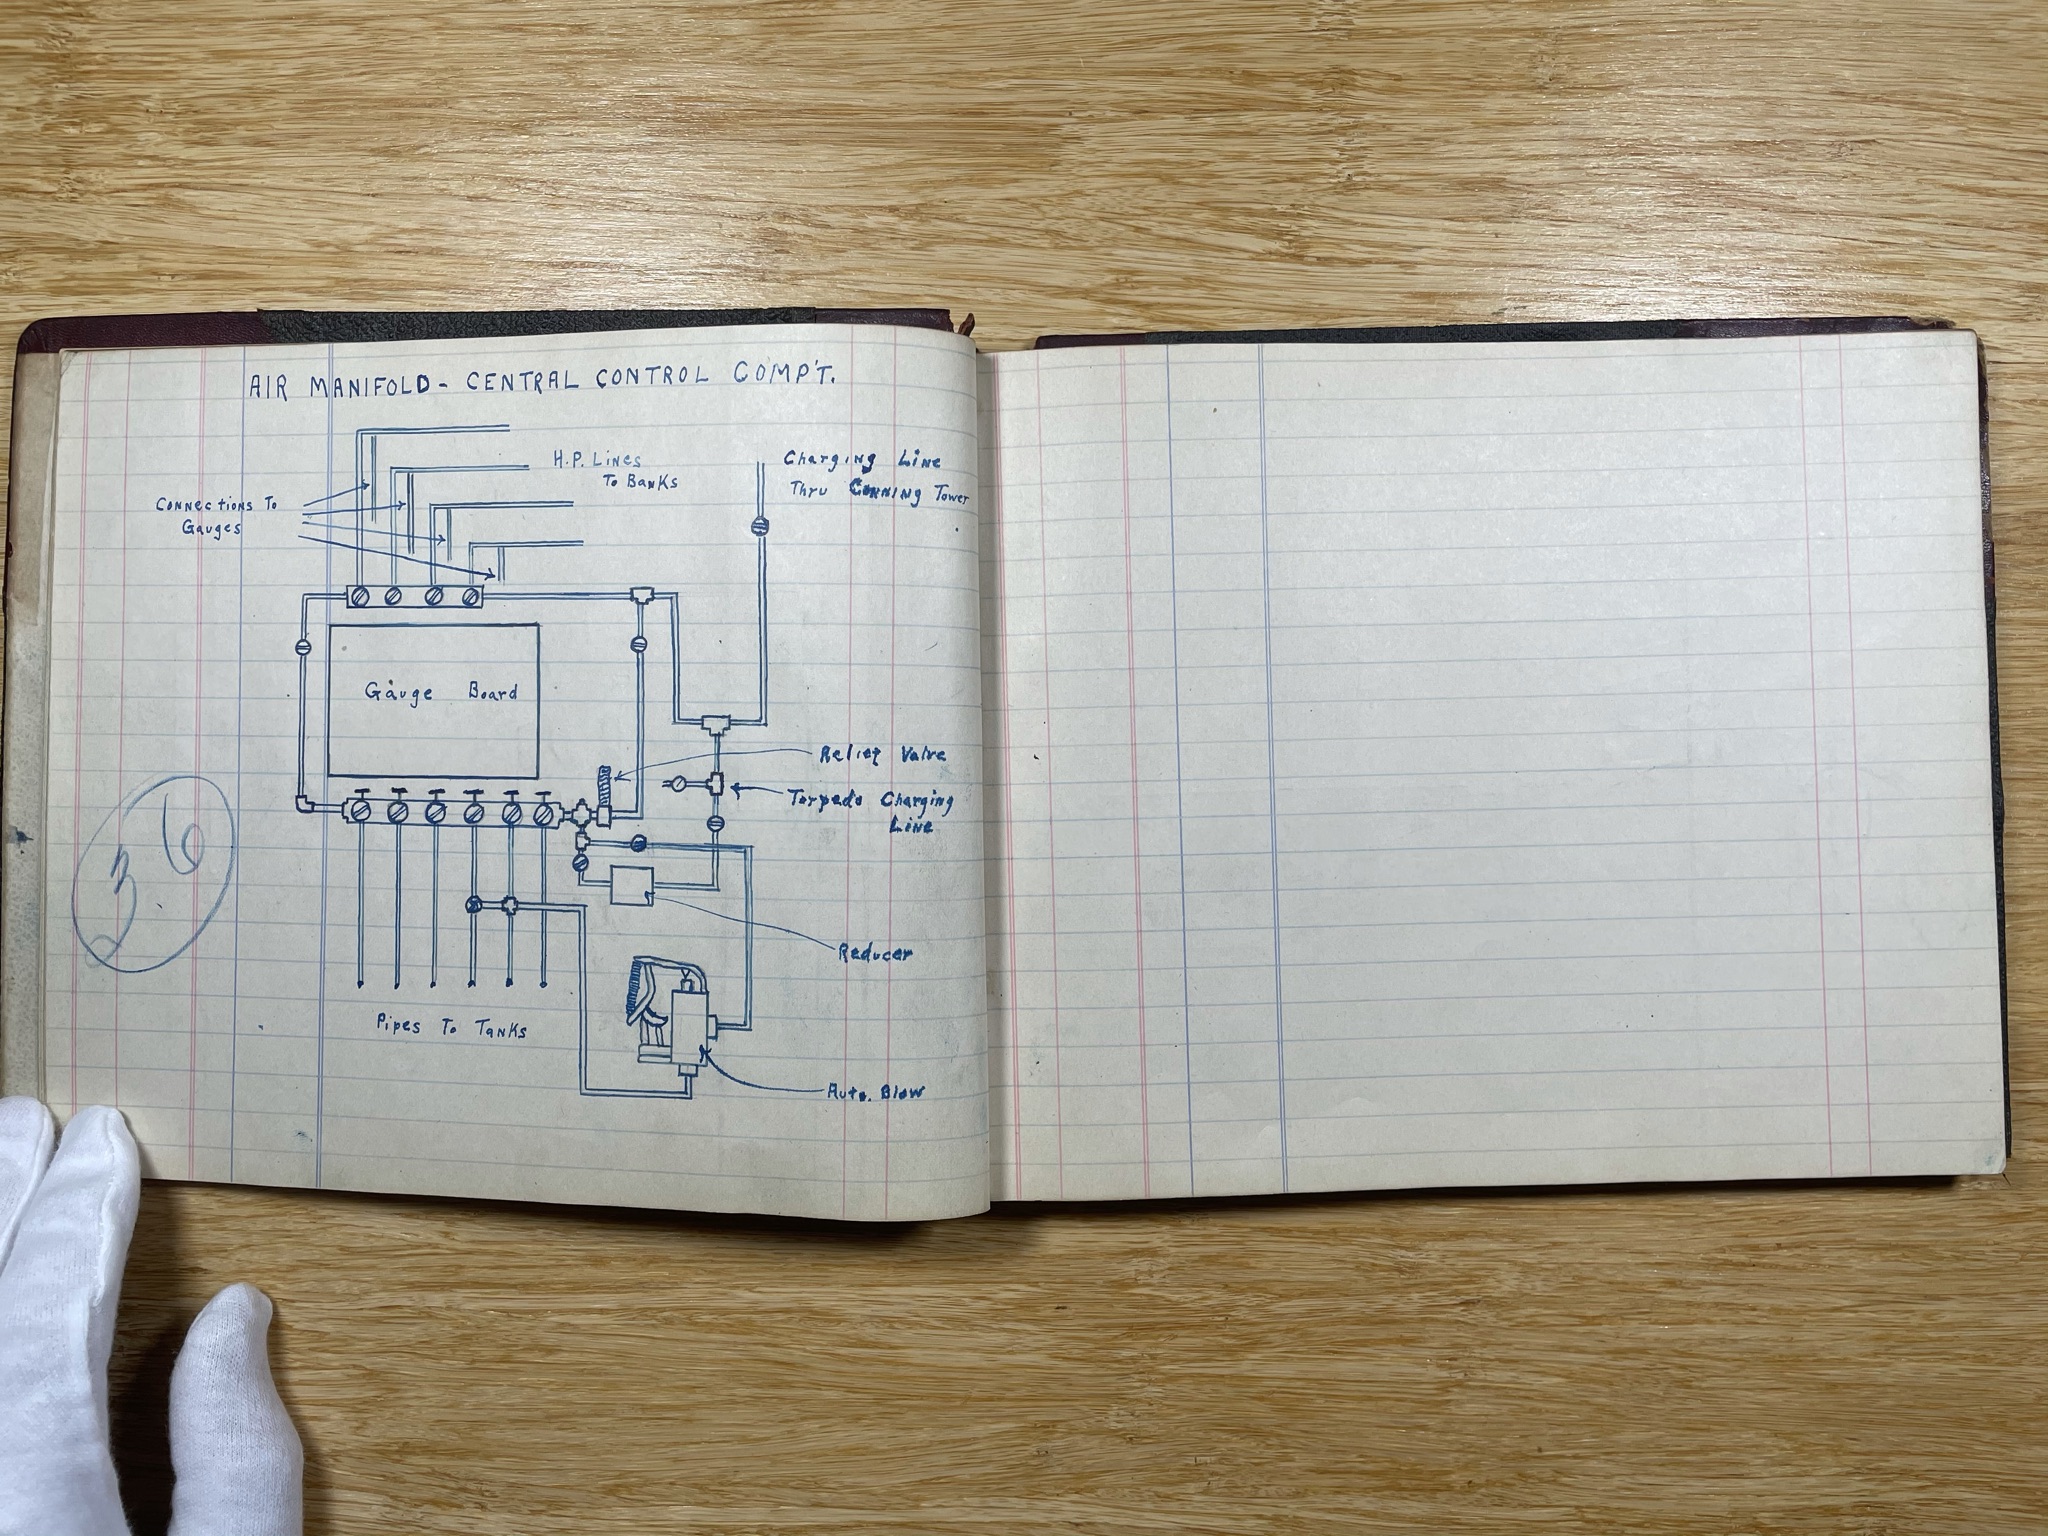 AIR MANIFOLD - CENTRAL CONTROL COMP'T.
H.P. LINES
TO BANKS
Charging Line
Thru Conning Tower
Connections To
Gauges
Gauge Board
Relief Valve
Torpedo Charging
Line
36
Reducer
Pipes To Tanks
Auto. Blow